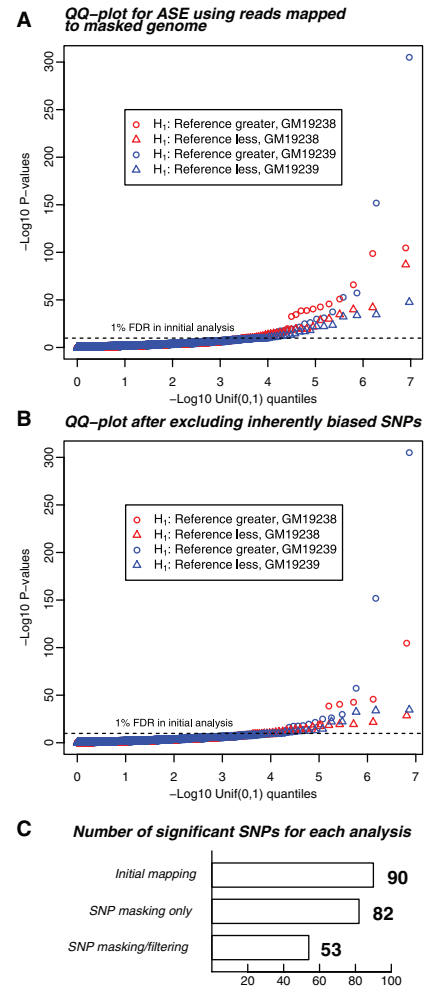 A
QQ-plot for ASE using reads mapped
to masked genome
−Log10 P-values
300
250
200
150
100
50
0
H1: Reference greater, GM19238
H1: Reference less, GM19238
H1: Reference greater, GM19239
H1: Reference less, GM19239
1% FDR in innitial analysis
0 1 2 3 4 5 6 7
−Log10 Unif(0,1) quantiles
B
QQ-plot after excluding inherently biased SNPs
−Log10 P-values
300
250
200
150
100
50
0
H1: Reference greater, GM19238
H1: Reference less, GM19238
H1: Reference greater, GM19239
H1: Reference less, GM19239
1% FDR in initial analysis
0 1 2 3 4 5 6 7
−Log10 Unif(0,1) quantiles
C
Number of significant SNPs for each analysis
Initial mapping 90
SNP masking only 82
SNP masking/filtering 53
20 40 60 80 100